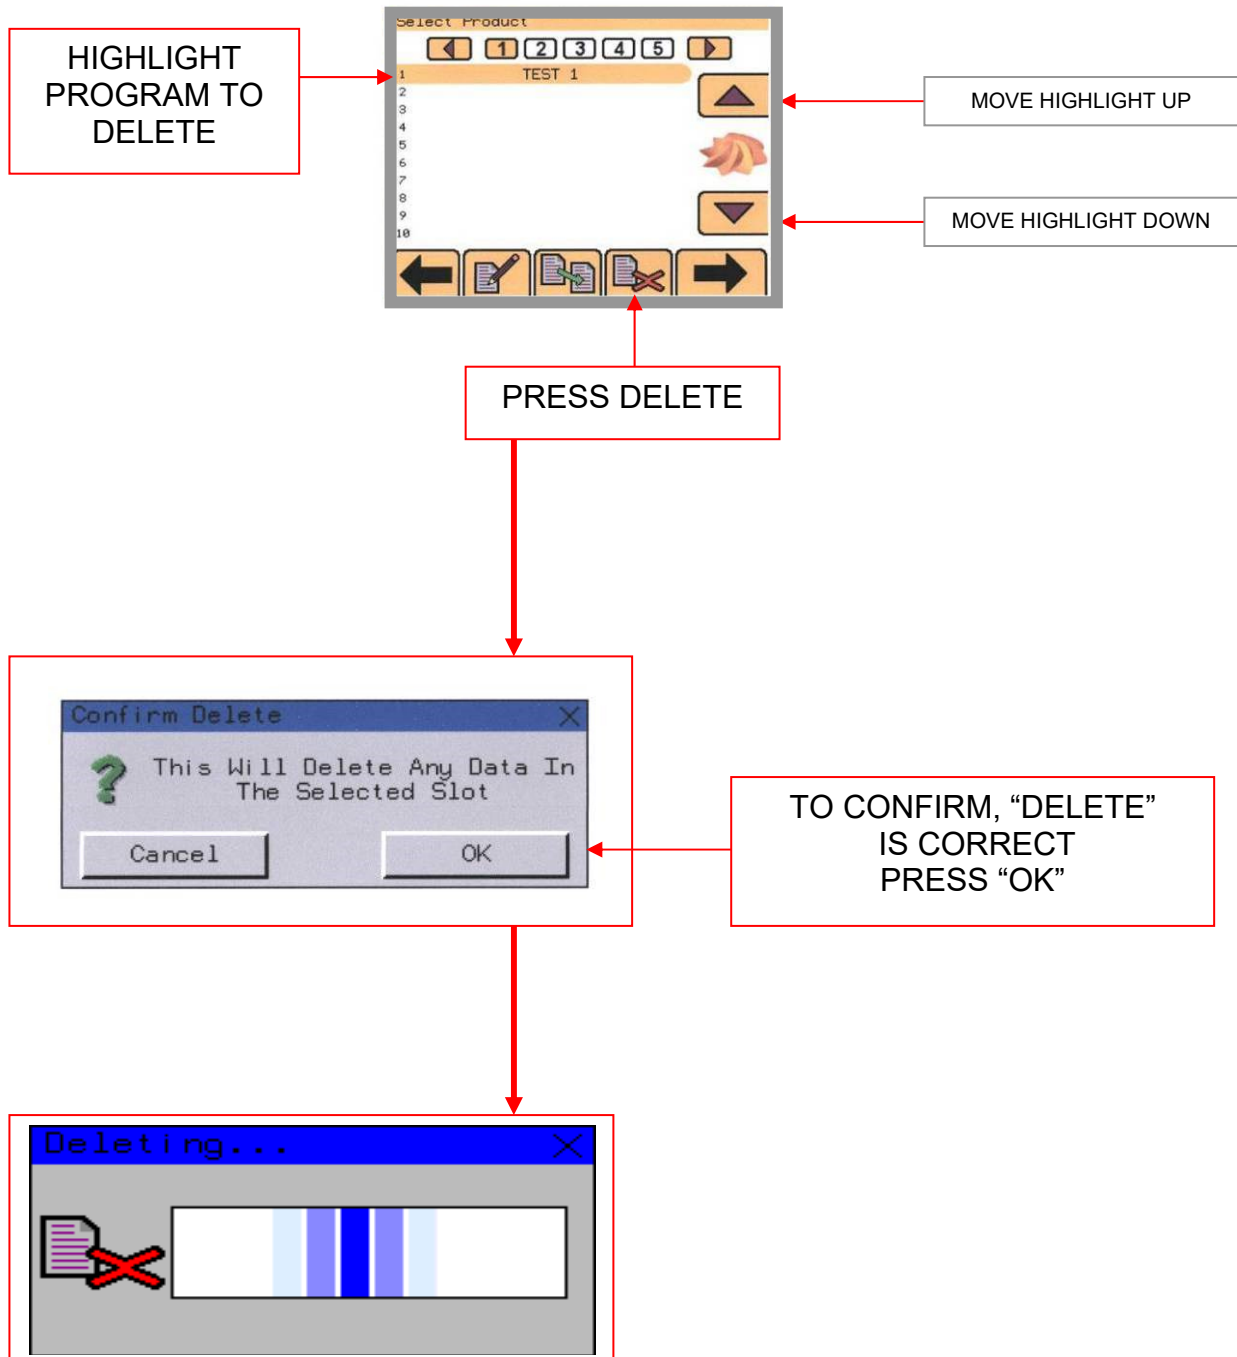 Select Product
1 2 3 4 5
HIGHLIGHT
PROGRAM TO
DELETE
1 TEST 1
2
3
4
5
6
7
8
9
10
MOVE HIGHLIGHT UP
MOVE HIGHLIGHT DOWN
PRESS DELETE
Confirm Delete
This Will Delete Any Data In
The Selected Slot
Cancel OK
TO CONFIRM, “DELETE”
IS CORRECT
PRESS “OK”
Deleting...